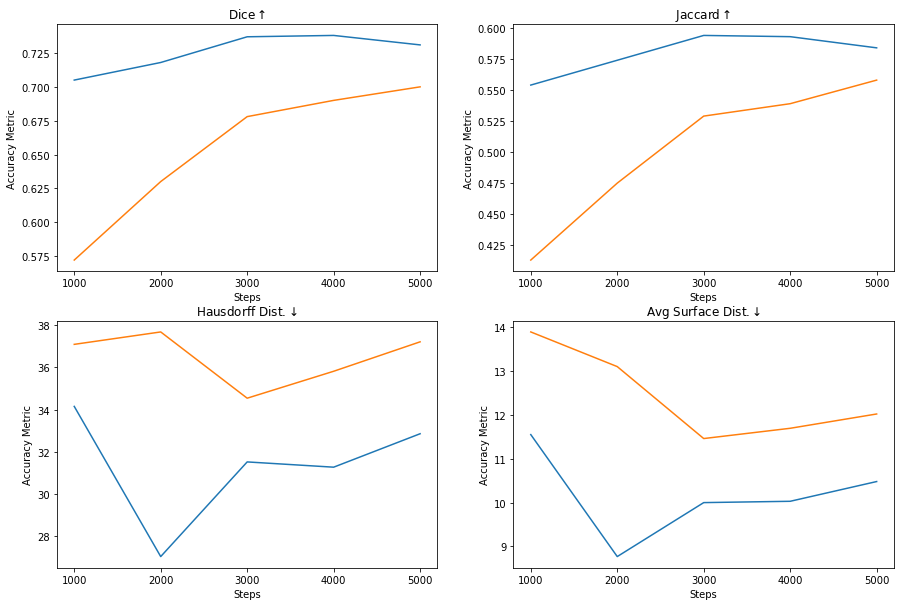 Dice ↑
Accuracy Metric
0.725
0.700
0.675
0.650
0.625
0.600
0.575
1000 2000 3000 4000 5000
Steps
Jaccard ↑
Accuracy Metric
0.600
0.575
0.550
0.525
0.500
0.475
0.450
0.425
1000 2000 3000 4000 5000
Steps
Hausdorff Dist. ↓
Accuracy Metric
38
36
34
32
30
28
1000 2000 3000 4000 5000
Steps
Avg Surface Dist. ↓
Accuracy Metric
14
13
12
11
10
9
1000 2000 3000 4000 5000
Steps